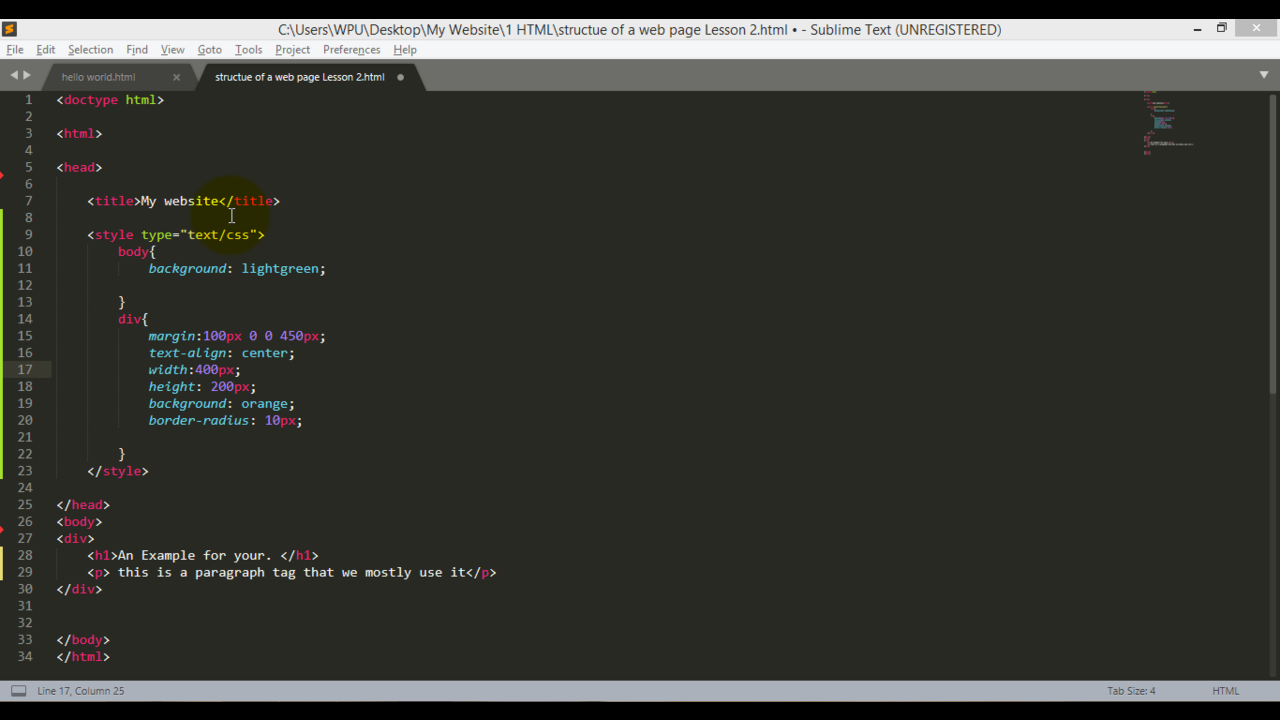 C:\Users\WPU\Desktop\My Website\1 HTML\structue of a web page Lesson 2.html • - Sublime Text (UNREGISTERED)
File Edit Selection Find View Goto Tools Project Preferences Help
hello world.html structue of a web page Lesson 2.html
1 <doctype html>
2
3 <html>
4
5 <head>
6
7 <title>My website</title>
8
9 <style type="text/css">
10 body{
11 background: lightgreen;
12
13 }
14 div{
15 margin:100px 0 0 450px;
16 text-align: center;
17 width:400px;
18 height: 200px;
19 background: orange;
20 border-radius: 10px;
21
22 }
23 </style>
24
25 </head>
26 <body>
27 <div>
28 <h1>An Example for your. </h1>
29 <p> this is a paragraph tag that we mostly use it</p>
30 </div>
31
32
33 </body>
34 </html>
Line 17, Column 25 Tab Size: 4 HTML